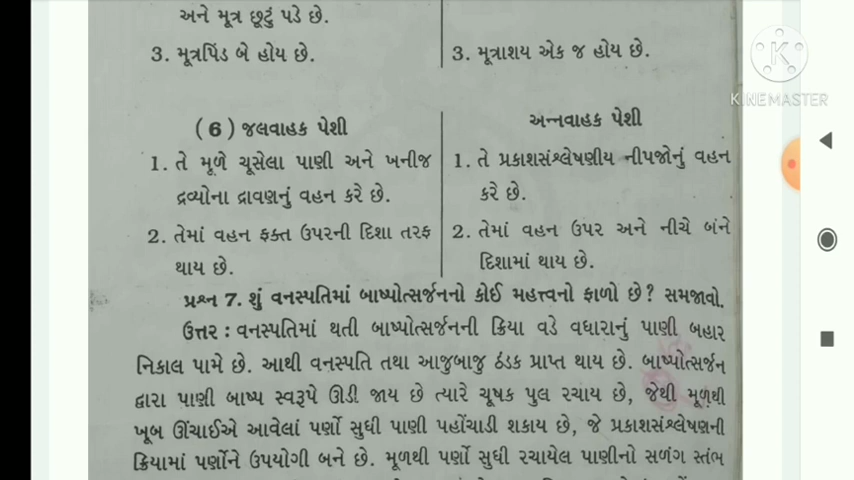 અને મૂત્ર છૂટું પડે છે.
3. મૂત્રપિંડ બે હોય છે.
3. મૂત્રાશય એક જ હોય છે.
KINEMASTER
(6) જલવાહક પેશી
1. તે મૂળે ચૂસેલા પાણી અને ખનીજ
દ્રવ્યોના દ્રાવણનું વહન કરે છે.
2. તેમાં વહન ફક્ત ઉપરની દિશા તરફ
થાય છે.
અન્નવાહક પેશી
1. તે પ્રકાશસંશ્લેષણીય નીપજોનું વહન
કરે છે.
2. તેમાં વહન ઉપર અને નીચે બંને
દિશામાં થાય છે.
પ્રશ્ન 7. શું વનસ્પતિમાં બાષ્પોત્સર્જનનો કોઈ મહત્ત્વનો ફાળો છે? સમજાવો.
ઉત્તર : વનસ્પતિમાં થતી બાષ્પોત્સર્જનની ક્રિયા વડે વધારાનું પાણી બહાર
નિકાલ પામે છે. આથી વનસ્પતિ તથા આજુબાજુ ઠંડક પ્રાપ્ત થાય છે. બાષ્પોત્સર્જન
દ્વારા પાણી બાષ્પ સ્વરૂપે ઊડી જાય છે ત્યારે ચૂષક પુલ રચાય છે, જેથી મૂળથી
ખૂબ ઊંચાઈએ આવેલાં પર્ણો સુધી પાણી પહોંચાડી શકાય છે, જે પ્રકાશસંશ્લેષણની
ક્રિયામાં પર્ણોને ઉપયોગી બને છે. મૂળથી પર્ણો સુધી રચાયેલ પાણીનો સળંગ સ્તંભ